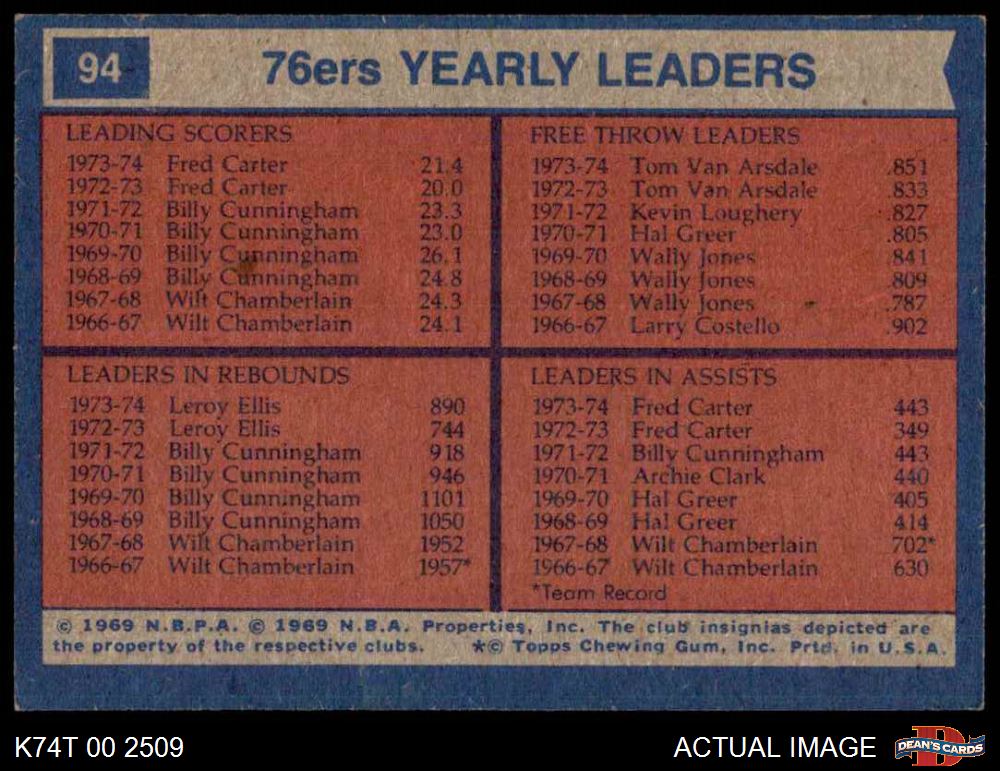 94
76ers YEARLY LEADERS
LEADING SCORERS
1973-74 Fred Carter 21.4
1972-73 Fred Carter 20.0
1971-72 Billy Cunningham 23.3
1970-71 Billy Cunningham 23.0
1969-70 Billy Cunningham 26.1
1968-69 Billy Cunningham 24.8
1967-68 Wilt Chamberlain 24.3
1966-67 Wilt Chamberlain 24.1
FREE THROW LEADERS
1973-74 Tom Van Arsdale .851
1972-73 Tom Van Arsdale .833
1971-72 Kevin Loughery .827
1970-71 Hal Greer .805
1969-70 Wally Jones .841
1968-69 Wally Jones .809
1967-68 Wally Jones .787
1966-67 Larry Costello .902
LEADERS IN REBOUNDS
1973-74 Leroy Ellis 890
1972-73 Leroy Ellis 744
1971-72 Billy Cunningham 918
1970-71 Billy Cunningham 946
1969-70 Billy Cunningham 1101
1968-69 Billy Cunningham 1050
1967-68 Wilt Chamberlain 1952
1966-67 Wilt Chamberlain 1957*
LEADERS IN ASSISTS
1973-74 Fred Carter 443
1972-73 Fred Carter 349
1971-72 Billy Cunningham 443
1970-71 Archie Clark 440
1969-70 Hal Greer 405
1968-69 Hal Greer 414
1967-68 Wilt Chamberlain 702*
1966-67 Wilt Chamberlain 630
*Team Record
© 1969 N.B.P.A. © 1969 N.B.A. Properties, Inc. The club insignias depicted are
the property of the respective clubs. *© Topps Chewing Gum, Inc. Prtd. in U.S.A.
K74T 00 2509
ACTUAL IMAGE
D
DEAN'S CARDS